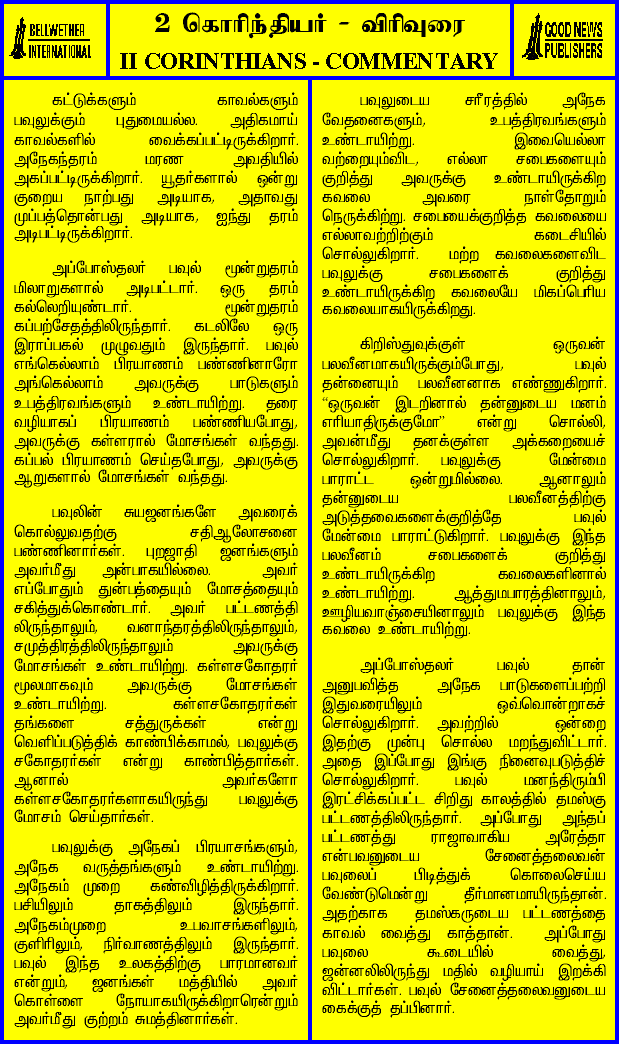 BELLWETHER
INTERNATIONAL
2 கொரிந்தியர் - விரிவுரை
II CORINTHIANS - COMMENTARY
GOOD NEWS
PUBLISHERS
கட்டுக்களும் காவல்களும்
பவுலுக்கும் புதுமையல்ல. அதிகமாய்
காவல்களில் வைக்கப்பட்டிருக்கிறார்.
அநேகந்தரம் மரண அவதியில்
அகப்பட்டிருக்கிறார். யூதர்களால் ஒன்று
குறைய நாற்பது அடியாக, அதாவது
முப்பத்தொன்பது அடியாக, ஐந்து தரம்
அடிபட்டிருக்கிறார்.
அப்போஸ்தலர் பவுல் மூன்றுதரம்
மிலாறுகளால் அடிபட்டார். ஒரு தரம்
கல்லெறியுண்டார். மூன்றுதரம்
கப்பற்சேதத்திலிருந்தார். கடலிலே ஒரு
இராப்பகல் முழுவதும் இருந்தார். பவுல்
எங்கெல்லாம் பிரயாணம் பண்ணினாரோ
அங்கெல்லாம் அவருக்கு பாடுகளும்
உபத்திரவங்களும் உண்டாயிற்று. தரை
வழியாகப் பிரயாணம் பண்ணியபோது,
அவருக்கு கள்ளரால் மோசங்கள் வந்தது.
கப்பல் பிரயாணம் செய்தபோது, அவருக்கு
ஆறுகளால் மோசங்கள் வந்தது.
பவுலின் சுயஜனங்களே அவரைக்
கொல்லுவதற்கு சதிஆலோசனை
பண்ணினார்கள். புறஜாதி ஜனங்களும்
அவர்மீது அன்பாகயில்லை. அவர்
எப்போதும் துன்பத்தையும் மோசத்தையும்
சகித்துக்கொண்டார். அவர் பட்டணத்தி
லிருந்தாலும், வனாந்தரத்திலிருந்தாலும்,
சமுத்திரத்திலிருந்தாலும் அவருக்கு
மோசங்கள் உண்டாயிற்று. கள்ளசகோதரர்
மூலமாகவும் அவருக்கு மோசங்கள்
உண்டாயிற்று. கள்ளசகோதரர்கள்
தங்களை சத்துருக்கள் என்று
வெளிப்படுத்திக் காண்பிக்காமல், பவுலுக்கு
சகோதரர்கள் என்று காண்பித்தார்கள்.
ஆனால் அவர்களோ
கள்ளசகோதரர்களாகயிருந்து பவுலுக்கு
மோசம் செய்தார்கள்.
பவுலுக்கு அநேகப் பிரயாசங்களும்,
அநேக வருத்தங்களும் உண்டாயிற்று.
அநேகம் முறை கண்விழித்திருக்கிறார்.
பசியிலும் தாகத்திலும் இருந்தார்.
அநேகம்முறை உபவாசங்களிலும்,
குளிரிலும், நிர்வாணத்திலும் இருந்தார்.
பவுல் இந்த உலகத்திற்கு பாரமானவர்
என்றும், ஜனங்கள் மத்தியில் அவர்
கொள்ளை நோயாகயிருக்கிறாரென்றும்
அவர்மீது குற்றம் சுமத்தினார்கள்.
பவுலுடைய சரீரத்தில் அநேக
வேதனைகளும், உபத்திரவங்களும்
உண்டாயிற்று. இவையெல்லா
வற்றையும்விட, எல்லா சபைகளையும்
குறித்து அவருக்கு உண்டாயிருக்கிற
கவலை அவரை நாள்தோறும்
நெருக்கிற்று. சபையைக்குறித்த கவலையை
எல்லாவற்றிற்கும் கடைசியில்
சொல்லுகிறார். மற்ற கவலைகளைவிட
பவுலுக்கு சபைகளைக் குறித்து
உண்டாயிருக்கிற கவலையே மிகப்பெரிய
கவலையாகயிருக்கிறது.
கிறிஸ்துவுக்குள் ஒருவன்
பலவீனமாகயிருக்கும்போது, பவுல்
தன்னையும் பலவீனனாக எண்ணுகிறார்.
“ஒருவன் இடறினால் தன்னுடைய மனம்
எரியாதிருக்குமோ” என்று சொல்லி,
அவன்மீது தனக்குள்ள அக்கறையைச்
சொல்லுகிறார். பவுலுக்கு மேன்மை
பாராட்ட ஒன்றுமில்லை. ஆனாலும்
தன்னுடைய பலவீனத்திற்கு
அடுத்தவைகளைக்குறித்தே பவுல்
மேன்மை பாராட்டுகிறார். பவுலுக்கு இந்த
பலவீனம் சபைகளைக் குறித்து
உண்டாயிருக்கிற கவலைகளினால்
உண்டாயிற்று. ஆத்துமபாரத்தினாலும்,
ஊழியவாஞ்சையினாலும் பவுலுக்கு இந்த
கவலை உண்டாயிற்று.
அப்போஸ்தலர் பவுல் தான்
அனுபவித்த அநேக பாடுகளைப்பற்றி
இதுவரையிலும் ஒவ்வொன்றாகச்
சொல்லுகிறார். அவற்றில் ஒன்றை
இதற்கு முன்பு சொல்ல மறந்துவிட்டார்.
அதை இப்போது இங்கு நினைவுபடுத்திச்
சொல்லுகிறார். பவுல் மனந்திரும்பி
இரட்சிக்கப்பட்ட சிறிது காலத்தில் தமஸ்கு
பட்டணத்திலிருந்தார். அப்போது அந்தப்
பட்டணத்து ராஜாவாகிய அரேத்தா
என்பவனுடைய சேனைத்தலைவன்
பவுலைப் பிடித்துக் கொலைசெய்ய
வேண்டுமென்று தீர்மானமாயிருந்தான்.
அதற்காக தமஸ்கருடைய பட்டணத்தை
காவல் வைத்து காத்தான். அப்போது
பவுலை கூடையில் வைத்து,
ஜன்னலிலிருந்து மதில் வழியாய் இறக்கி
விட்டார்கள். பவுல் சேனைத்தலைவனுடைய
கைக்குத் தப்பினார்.